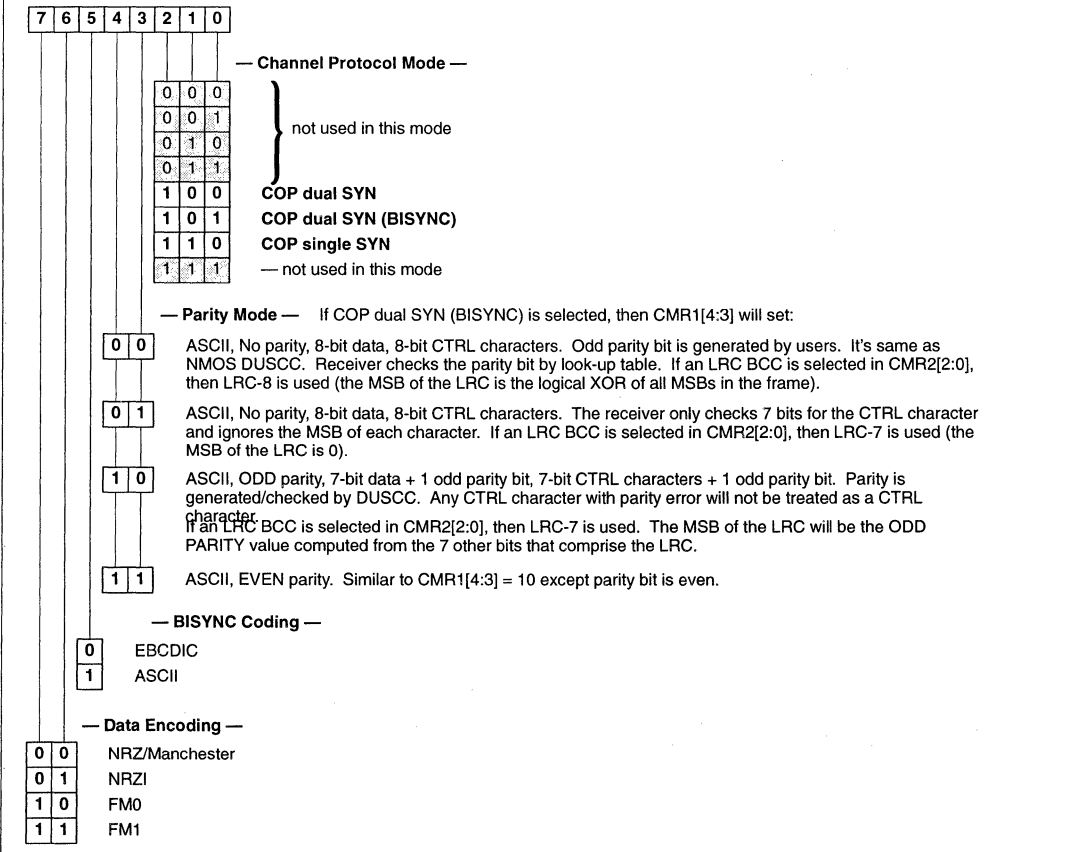 7 6 5 4 3 2 1 0
— Channel Protocol Mode —
0 0 0
0 0 1
not used in this mode
0 1 0
0 1 1
1 0 0 COP dual SYN
1 0 1 COP dual SYN (BISYNC)
1 1 0 COP single SYN
1 1 1 — not used in this mode
— Parity Mode — If COP dual SYN (BISYNC) is selected, then CMR1[4:3] will set:
0 0 ASCII, No parity, 8-bit data, 8-bit CTRL characters. Odd parity bit is generated by users. It's same as
NMOS DUSCC. Receiver checks the parity bit by look-up table. If an LRC BCC is selected in CMR2[2:0],
then LRC-8 is used (the MSB of the LRC is the logical XOR of all MSBs in the frame).
0 1 ASCII, No parity, 8-bit data, 8-bit CTRL characters. The receiver only checks 7 bits for the CTRL character
and ignores the MSB of each character. If an LRC BCC is selected in CMR2[2:0], then LRC-7 is used (the
MSB of the LRC is 0).
1 0 ASCII, ODD parity, 7-bit data + 1 odd parity bit, 7-bit CTRL characters + 1 odd parity bit. Parity is
generated/checked by DUSCC. Any CTRL character with parity error will not be treated as a CTRL
character.
If an LRC BCC is selected in CMR2[2:0], then LRC-7 is used. The MSB of the LRC will be the ODD
PARITY value computed from the 7 other bits that comprise the LRC.
1 1 ASCII, EVEN parity. Similar to CMR1[4:3] = 10 except parity bit is even.
— BISYNC Coding —
0 EBCDIC
1 ASCII
— Data Encoding —
0 0 NRZ/Manchester
0 1 NRZI
1 0 FM0
1 1 FM1